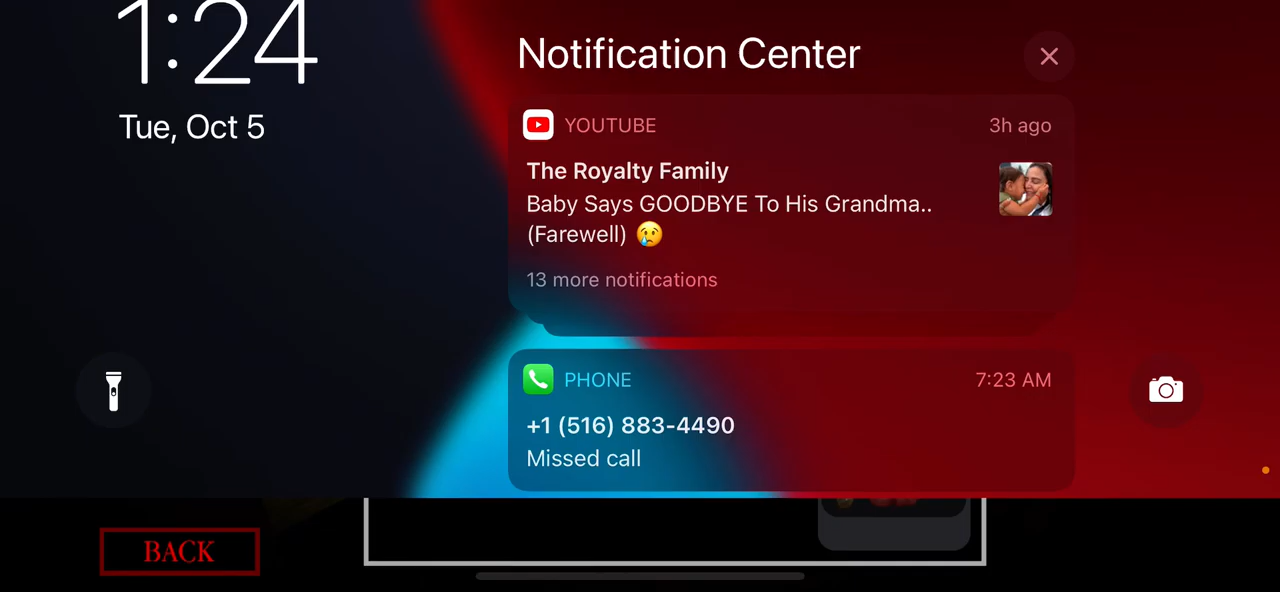 1:24
Tue, Oct 5
Notification Center
YOUTUBE
3h ago
The Royalty Family
Baby Says GOODBYE To His Grandma..
(Farewell) 😢
13 more notifications
PHONE
7:23 AM
+1 (516) 883-4490
Missed call
BACK